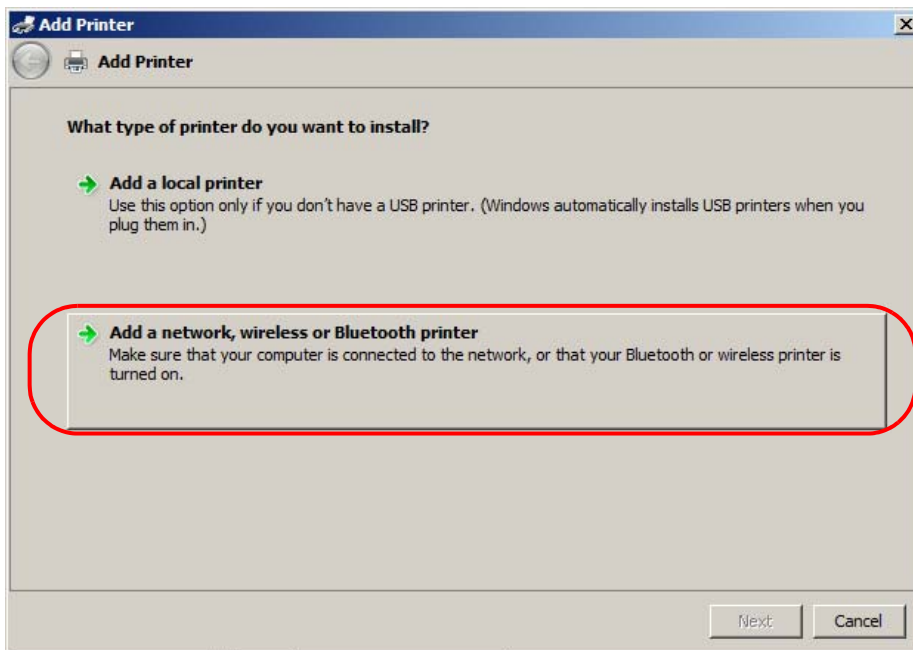 Add Printer
Add Printer
What type of printer do you want to install?
Add a local printer
Use this option only if you don't have a USB printer. (Windows automatically installs USB printers when you
plug them in.)
Add a network, wireless or Bluetooth printer
Make sure that your computer is connected to the network, or that your Bluetooth or wireless printer is
turned on.
Next
Cancel